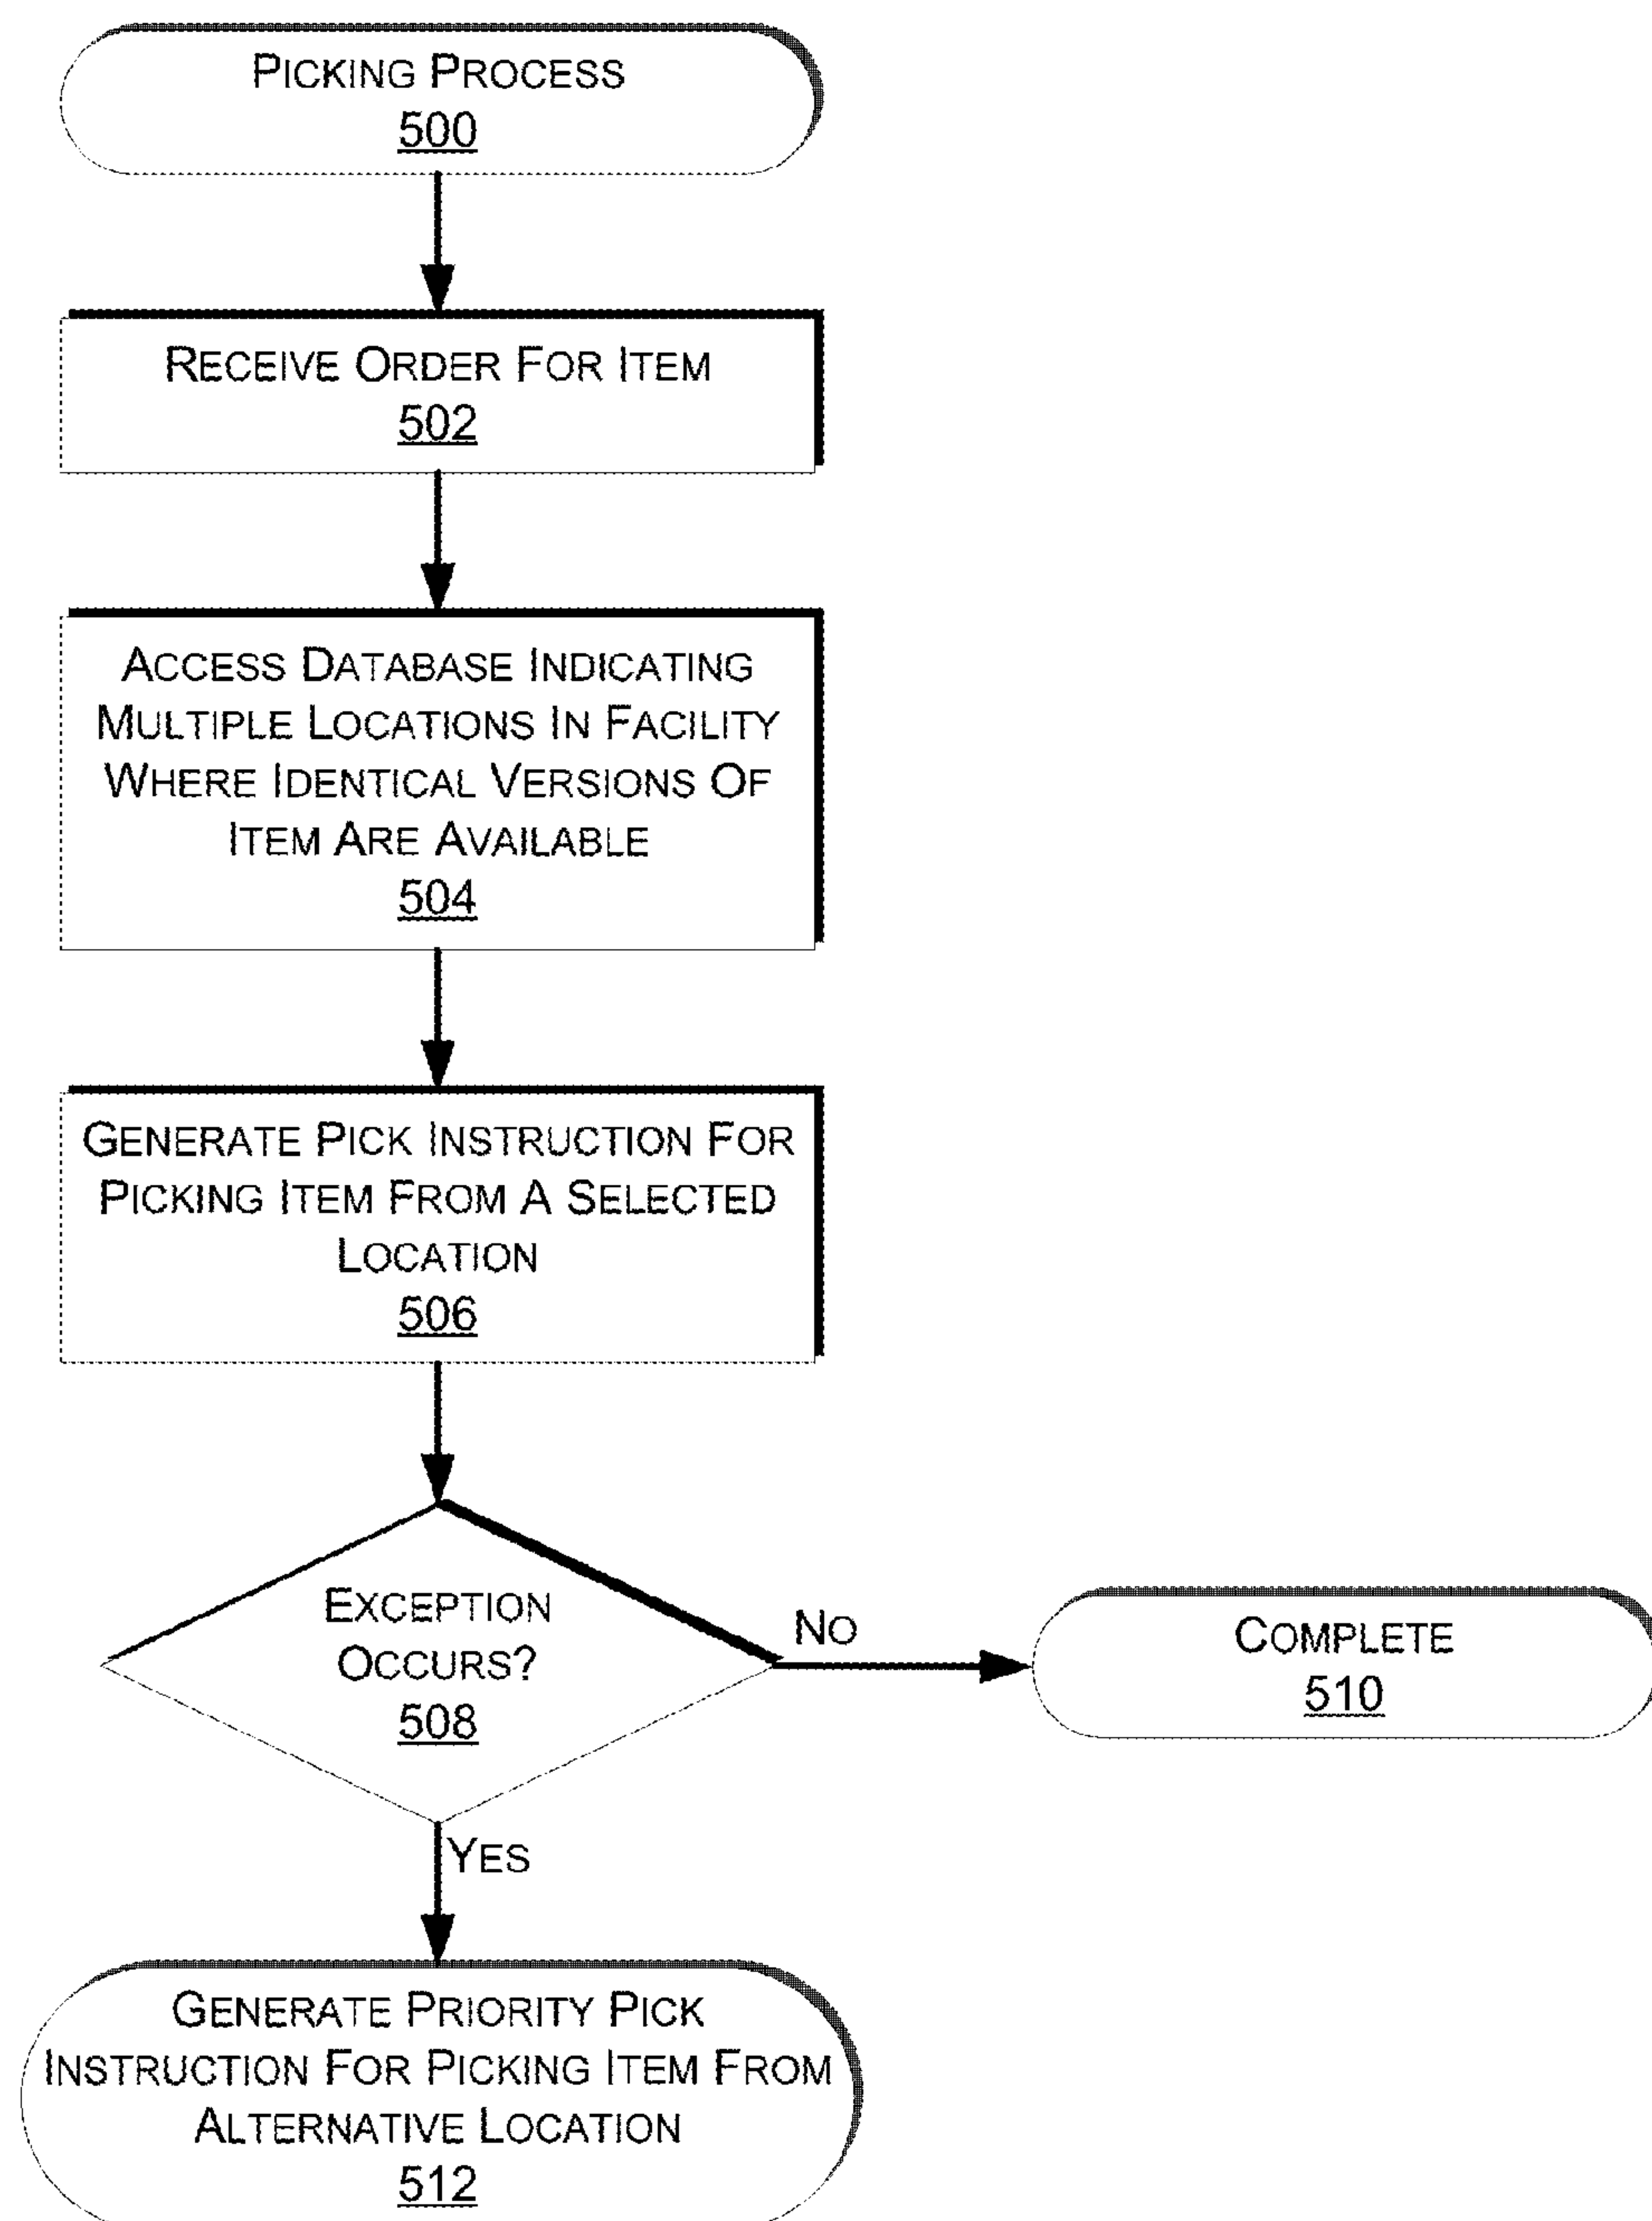 PICKING PROCESS
500
RECEIVE ORDER FOR ITEM
502
ACCESS DATABASE INDICATING
MULTIPLE LOCATIONS IN FACILITY
WHERE IDENTICAL VERSIONS OF
ITEM ARE AVAILABLE
504
GENERATE PICK INSTRUCTION FOR
PICKING ITEM FROM A SELECTED
LOCATION
506
EXCEPTION
OCCURS?
508
NO
COMPLETE
510
YES
GENERATE PRIORITY PICK
INSTRUCTION FOR PICKING ITEM FROM
ALTERNATIVE LOCATION
512